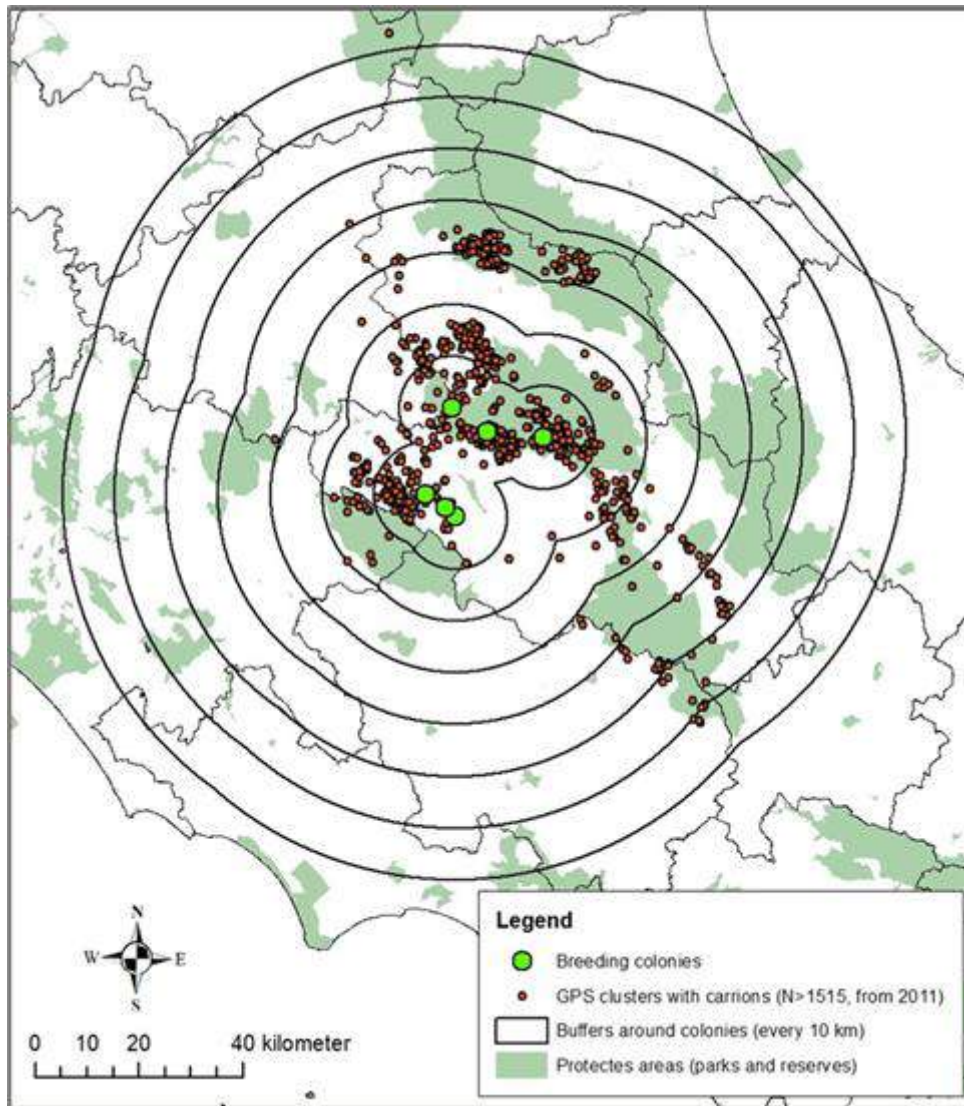 N
W E
S
0 10 20 40 kilometer
Legend
Breeding colonies
GPS clusters with carrions (N>1515, from 2011)
Buffers around colonies (every 10 km)
Protectes areas (parks and reserves)